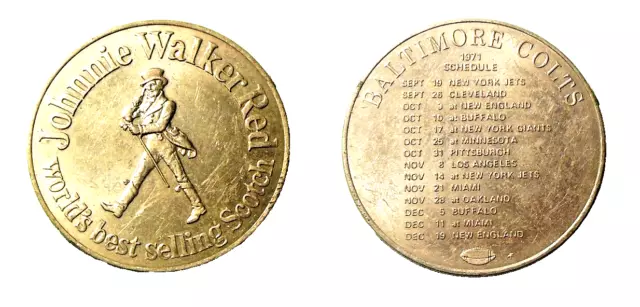 Johnnie Walker Red
world's best selling Scotch
BALTIMORE COLTS
1971
SCHEDULE
SEPT 19 NEW YORK JETS
SEPT 26 CLEVELAND
OCT 3 at NEW ENGLAND
OCT 10 at BUFFALO
OCT 17 at NEW YORK GIANTS
OCT 25 at MINNESOTA
OCT 31 PITTSBURGH
NOV 8 LOS ANGELES
NOV 14 at NEW YORK JETS
NOV 21 MIAMI
NOV 28 at OAKLAND
DEC 5 BUFFALO
DEC 11 at MIAMI
DEC 19 NEW ENGLAND